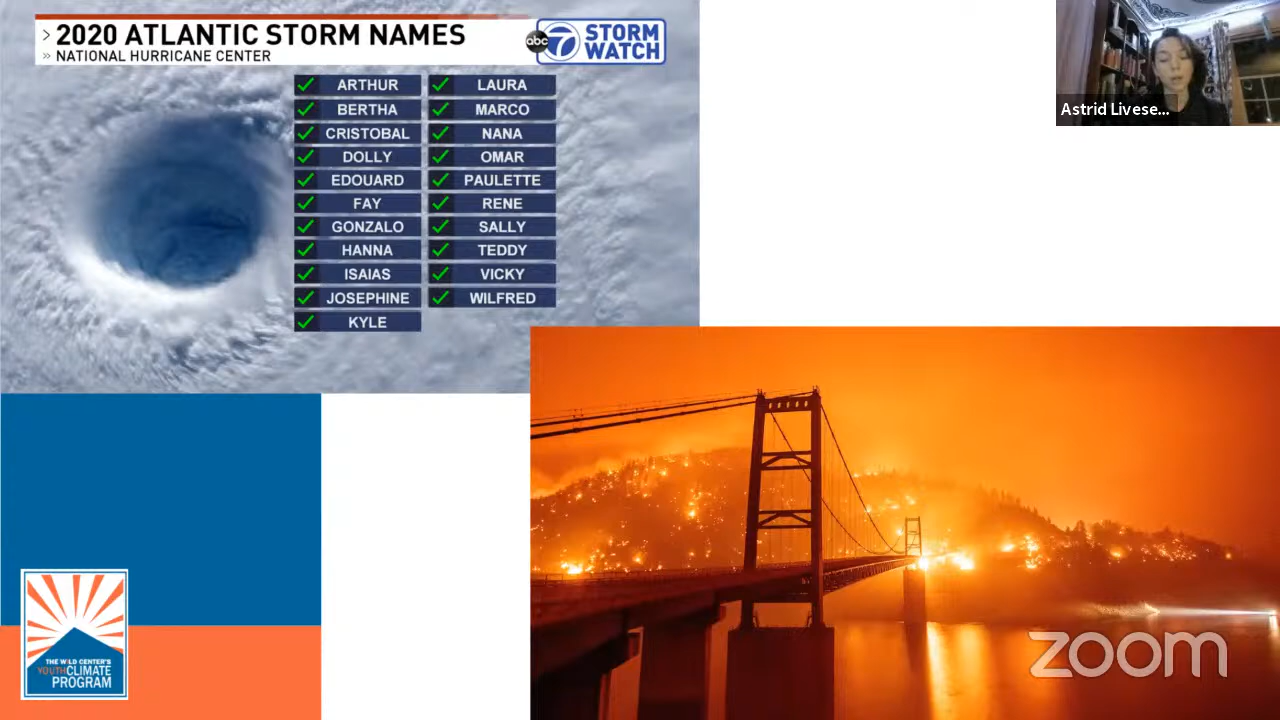 > 2020 ATLANTIC STORM NAMES
» NATIONAL HURRICANE CENTER
abc 7 STORM WATCH
ARTHUR
BERTHA
CRISTOBAL
DOLLY
EDOUARD
FAY
GONZALO
HANNA
ISAIAS
JOSEPHINE
KYLE
LAURA
MARCO
NANA
OMAR
PAULETTE
RENE
SALLY
TEDDY
VICKY
WILFRED
Astrid Livese...
THE WILD CENTER'S
YOUTH CLIMATE
PROGRAM
zoom